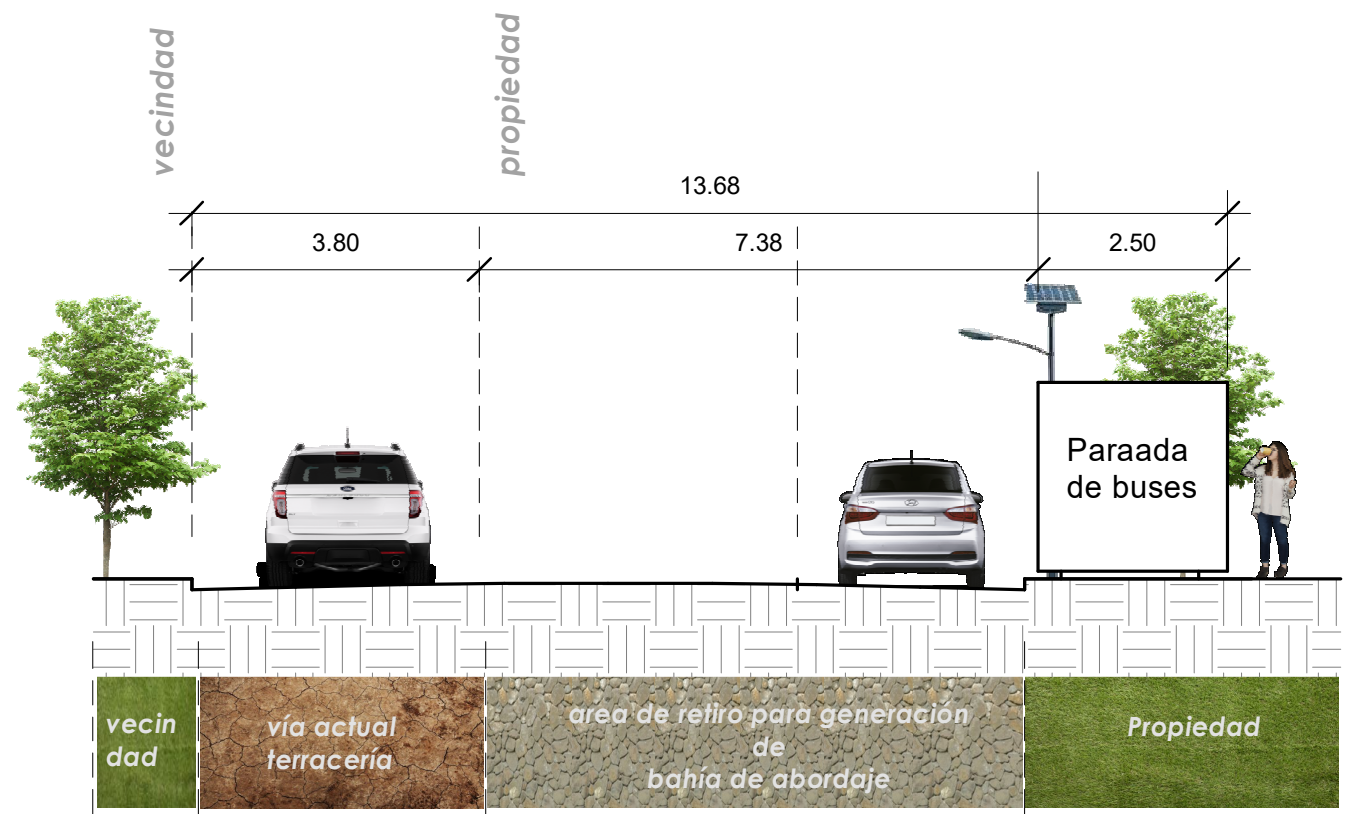 vecindad
propiedad
13.68
3.80
7.38
2.50
Paraada
de buses
vecin
dad
vía actual
terracería
area de retiro para generación
de
bahía de abordaje
Propiedad